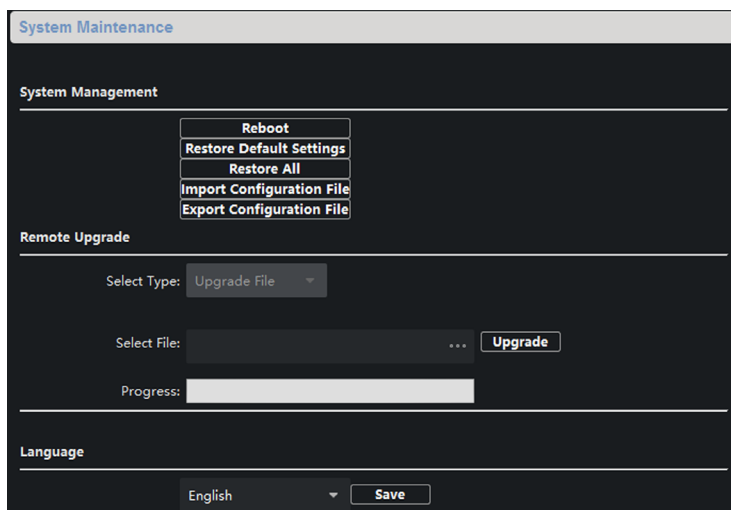 System Maintenance
System Management
Reboot
Restore Default Settings
Restore All
Import Configuration File
Export Configuration File
Remote Upgrade
Select Type: Upgrade File
Select File: ... Upgrade
Progress:
Language
English Save